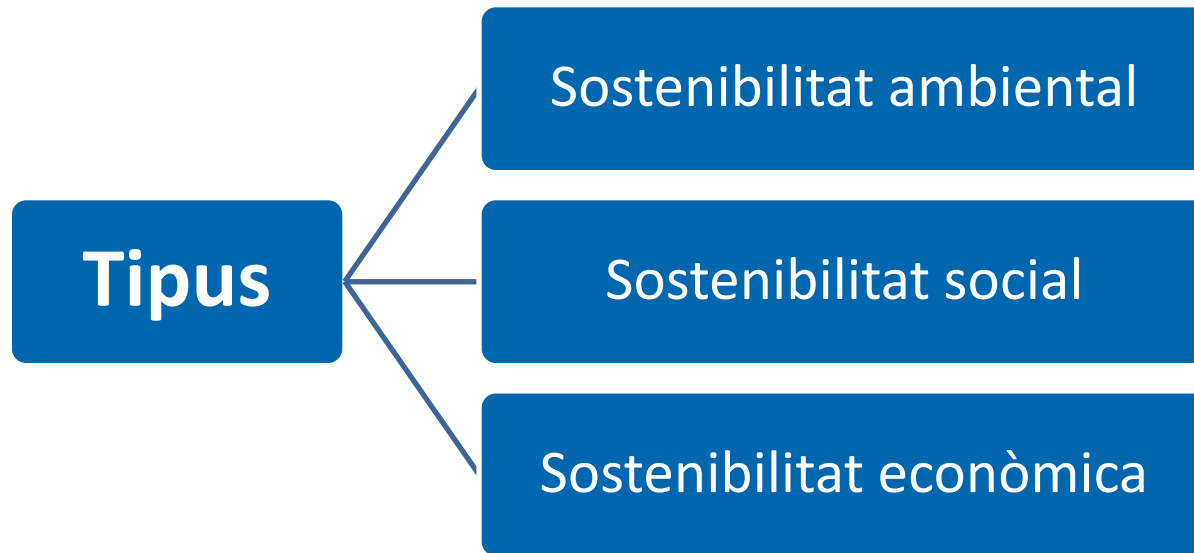 Tipus
Sostenibilitat ambiental
Sostenibilitat social
Sostenibilitat econòmica